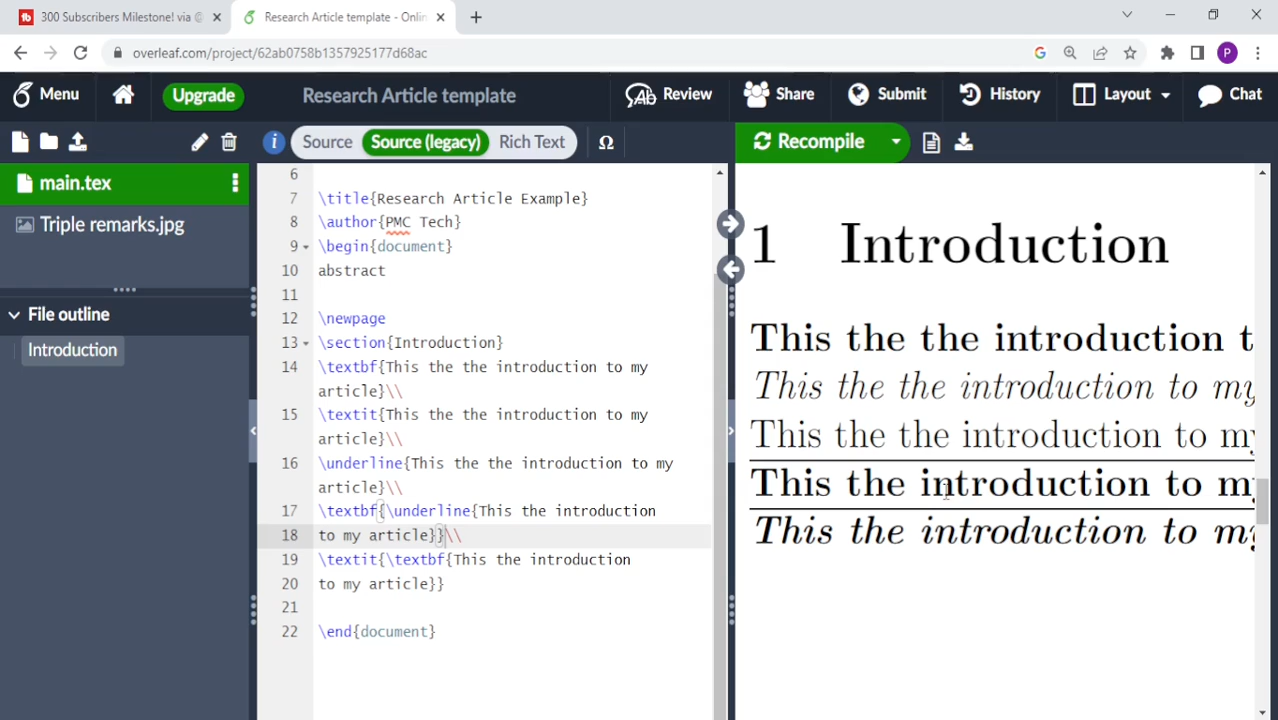 300 Subscribers Milestone! via @
Research Article template - Onlin
overleaf.com/project/62ab0758b1357925177d68ac
P
Menu
Upgrade
Research Article template
Review
Share
Submit
History
Layout
Chat
Source
Source (legacy)
Rich Text
Ω
Recompile
main.tex
Triple remarks.jpg
File outline
Introduction
6
7 \title{Research Article Example}
8 \author{PMC Tech}
9 \begin{document}
10 abstract
11
12 \newpage
13 \section{Introduction}
14 \textbf{This the the introduction to my
article}\\
15 \textit{This the the introduction to my
article}\\
16 \underline{This the the introduction to my
article}\\
17 \textbf{\underline{This the introduction
18 to my article}}\\
19 \textit{\textbf{This the introduction
20 to my article}}
21
22 \end{document}
1 Introduction
This the the introduction t
This the the introduction to my
This the the introduction to my
This the introduction to my
This the introduction to my